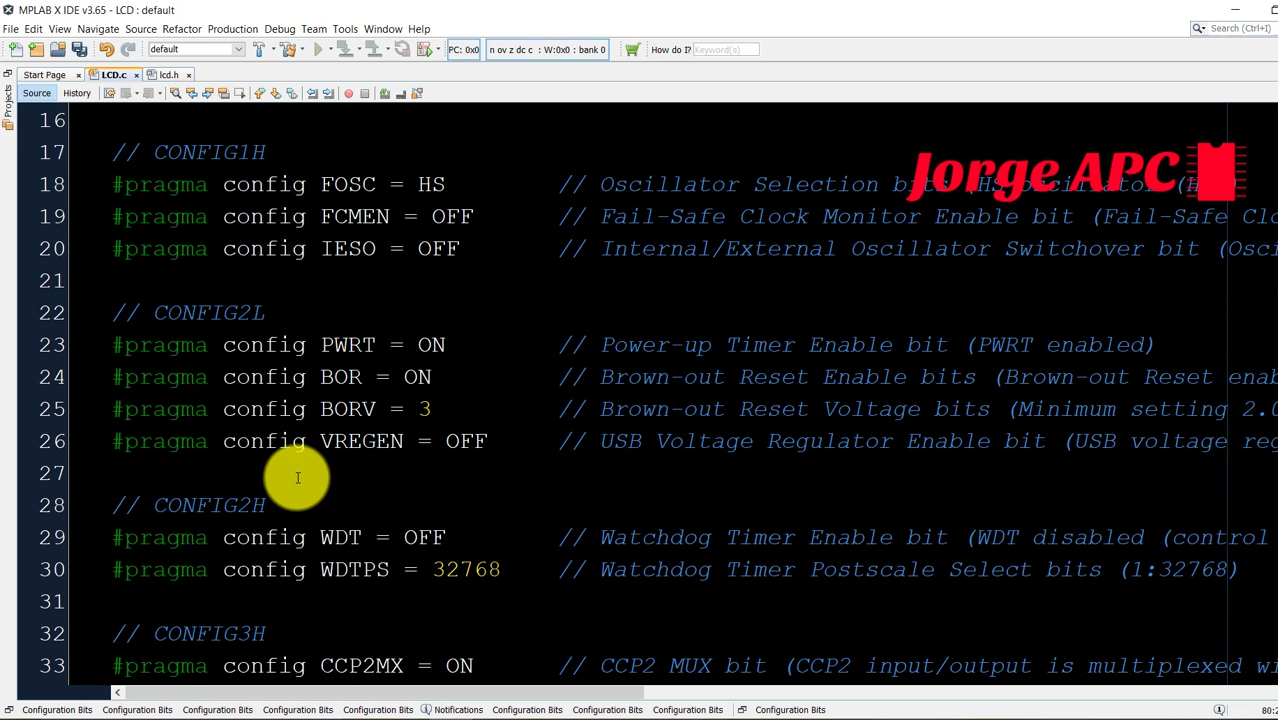 MPLAB X IDE v3.65 - LCD : default
File Edit View Navigate Source Refactor Production Debug Team Tools Window Help
Search (Ctrl+I)
default PC: 0x0 n ov z dc c : W:0x0 : bank 0 How do I? Keyword(s)
Start Page LCD.c lcd.h
Projects
Source History
16
17 // CONFIG1H
Jorge APC
18 #pragma config FOSC = HS // Oscillator Selection bits (HS oscillator
19 #pragma config FCMEN = OFF // Fail-Safe Clock Monitor Enable bit (Fail-Safe Clo
20 #pragma config IESO = OFF // Internal/External Oscillator Switchover bit (Osci
21
22 // CONFIG2L
23 #pragma config PWRT = ON // Power-up Timer Enable bit (PWRT enabled)
24 #pragma config BOR = ON // Brown-out Reset Enable bits (Brown-out Reset enab
25 #pragma config BORV = 3 // Brown-out Reset Voltage bits (Minimum setting 2.0
26 #pragma config VREGEN = OFF // USB Voltage Regulator Enable bit (USB voltage reg
27
28 // CONFIG2H
29 #pragma config WDT = OFF // Watchdog Timer Enable bit (WDT disabled (control
30 #pragma config WDTPS = 32768 // Watchdog Timer Postscale Select bits (1:32768)
31
32 // CONFIG3H
33 #pragma config CCP2MX = ON // CCP2 MUX bit (CCP2 input/output is multiplexed wi
Configuration Bits Configuration Bits Configuration Bits Configuration Bits Configuration Bits Notifications Configuration Bits Configuration Bits Configuration Bits Configuration Bits 80:2